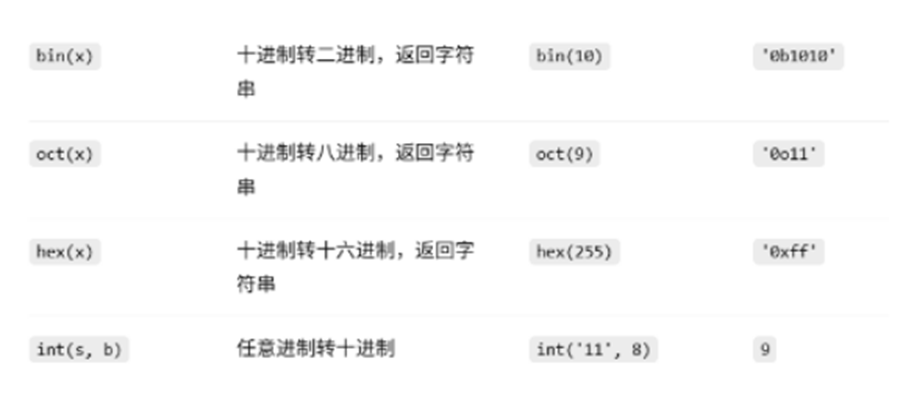 bin(x) 十进制转二进制，返回字符串 bin(10) '0b1010'
oct(x) 十进制转八进制，返回字符串 oct(9) '0o11'
hex(x) 十进制转十六进制，返回字符串 hex(255) '0xff'
int(s, b) 任意进制转十进制 int('11', 8) 9